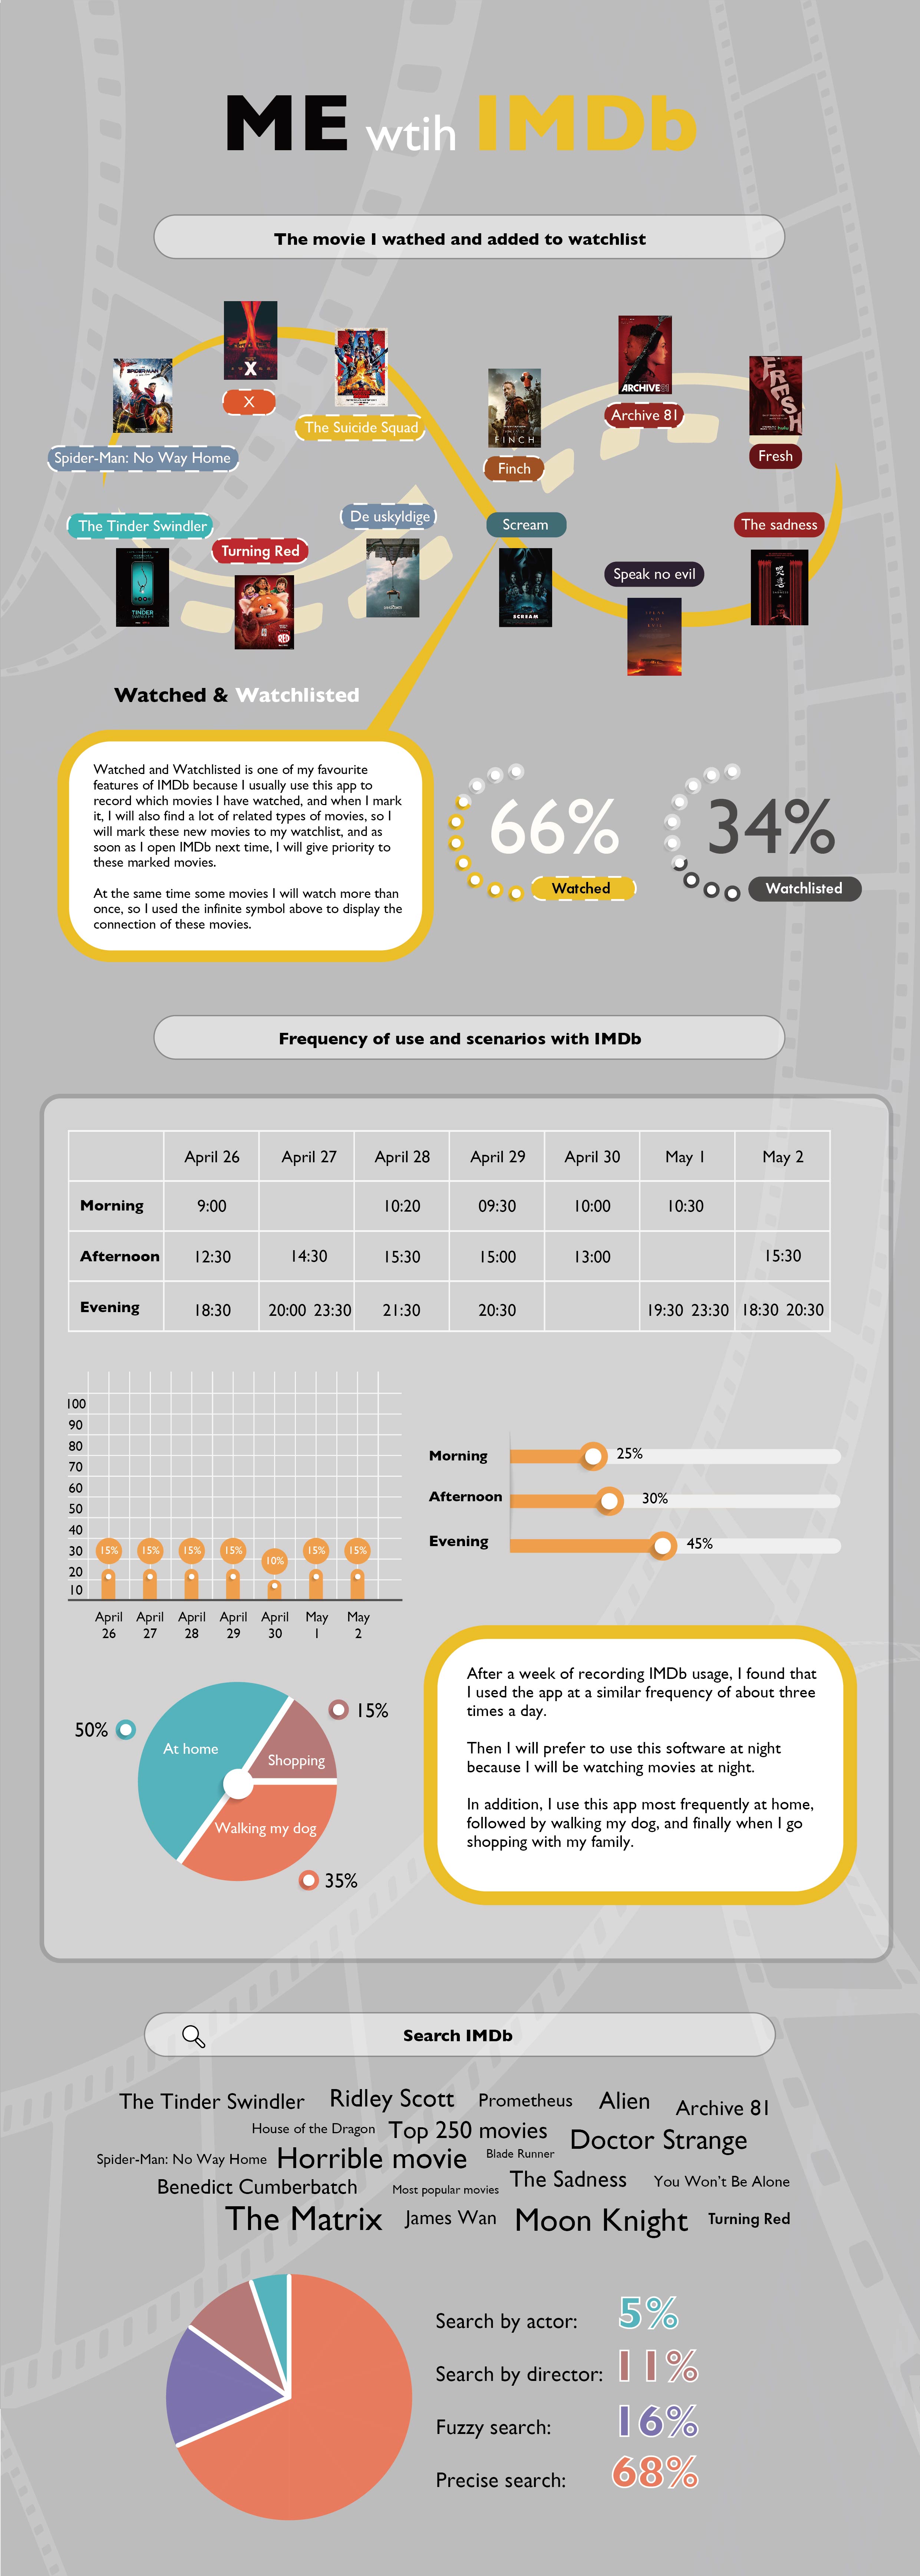 ME wtih IMDb
The movie I wathed and added to watchlist
X
SPIDER-MAN
X
The Suicide Squad
Spider-Man: No Way Home
FINCH
Finch
ARCHIVE 81
Archive 81
FRESH
Fresh
The Tinder Swindler
Turning Red
De uskyldige
Scream
Speak no evil
The sadness
TINDER
RED
SCREAM
Watched & Watchlisted
Watched and Watchlisted is one of my favourite
features of IMDb because I usually use this app to
record which movies I have watched, and when I mark
it, I will also find a lot of related types of movies, so I
will mark these new movies to my watchlist, and as
soon as I open IMDb next time, I will give priority to
these marked movies.
At the same time some movies I will watch more than
once, so I used the infinite symbol above to display the
connection of these movies.
66%
Watched
34%
Watchlisted
Frequency of use and scenarios with IMDb
April 26 April 27 April 28 April 29 April 30 May 1 May 2
Morning 9:00 10:20 09:30 10:00 10:30
Afternoon 12:30 14:30 15:30 15:00 13:00 15:30
Evening 18:30 20:00 23:30 21:30 20:30 19:30 23:30 18:30 20:30
100
90
80
70
60
50
40
30
20
10
15% 15% 15% 15% 10% 15% 15%
April April April April April May May
26 27 28 29 30 1 2
Morning 25%
Afternoon 30%
Evening 45%
50%
At home
15%
Shopping
Walking my dog
35%
After a week of recording IMDb usage, I found that
I used the app at a similar frequency of about three
times a day.
Then I will prefer to use this software at night
because I will be watching movies at night.
In addition, I use this app most frequently at home,
followed by walking my dog, and finally when I go
shopping with my family.
Search IMDb
The Tinder Swindler Ridley Scott Prometheus Alien Archive 81
House of the Dragon Top 250 movies Doctor Strange
Spider-Man: No Way Home Horrible movie Blade Runner
Benedict Cumberbatch Most popular movies The Sadness You Won't Be Alone
The Matrix James Wan Moon Knight Turning Red
Search by actor: 5%
Search by director: 11%
Fuzzy search: 16%
Precise search: 68%